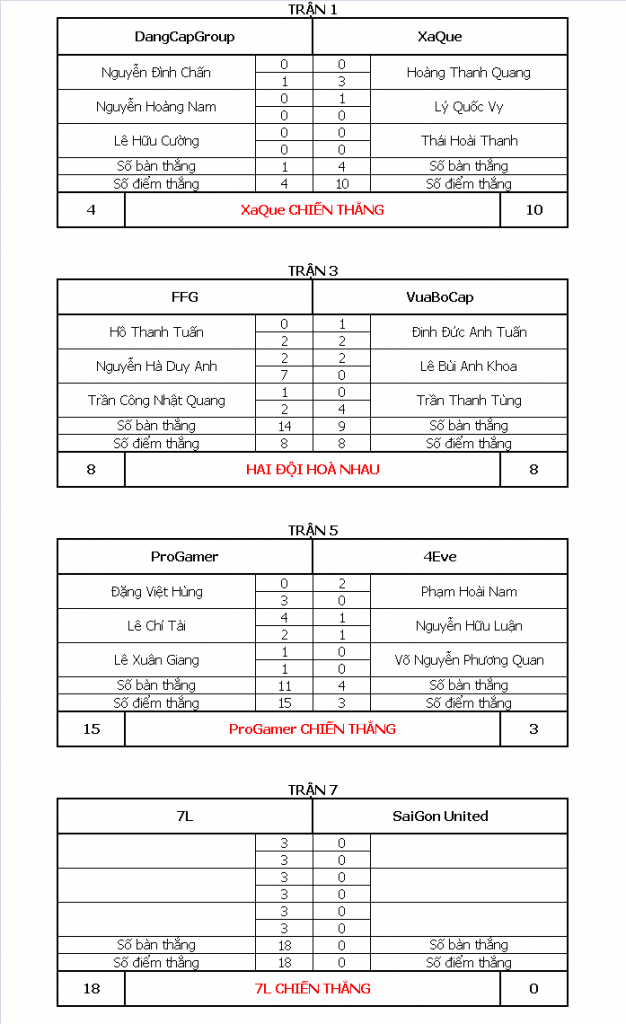 TRẬN 1
DangCapGroup XaQue
Nguyễn Đình Chấn 0 0 Hoàng Thanh Quang
1 3
Nguyễn Hoàng Nam 0 1 Lý Quốc Vy
0 0
Lê Hữu Cường 0 0 Thái Hoài Thanh
0 0
Số bàn thắng 1 4 Số bàn thắng
Số điểm thắng 4 10 Số điểm thắng
4 XaQue CHIẾN THẮNG 10
TRẬN 3
FFG VuaBoCap
Hồ Thanh Tuấn 0 1 Đinh Đức Anh Tuấn
2 2
Nguyễn Hà Duy Anh 2 2 Lê Bùi Anh Khoa
7 0
Trần Công Nhật Quang 1 0 Trần Thanh Tùng
2 4
Số bàn thắng 14 9 Số bàn thắng
Số điểm thắng 8 8 Số điểm thắng
8 HAI ĐỘI HOÀ NHAU 8
TRẬN 5
ProGamer 4Eve
Đặng Việt Hùng 0 2 Phạm Hoài Nam
3 0
Lê Chí Tài 4 1 Nguyễn Hữu Luận
2 1
Lê Xuân Giang 1 0 Võ Nguyễn Phương Quan
1 0
Số bàn thắng 11 4 Số bàn thắng
Số điểm thắng 15 3 Số điểm thắng
15 ProGamer CHIẾN THẮNG 3
TRẬN 7
7L SaiGon United
3 0
3 0
3 0
3 0
3 0
3 0
Số bàn thắng 18 0 Số bàn thắng
Số điểm thắng 18 0 Số điểm thắng
18 7L CHIẾN THẮNG 0